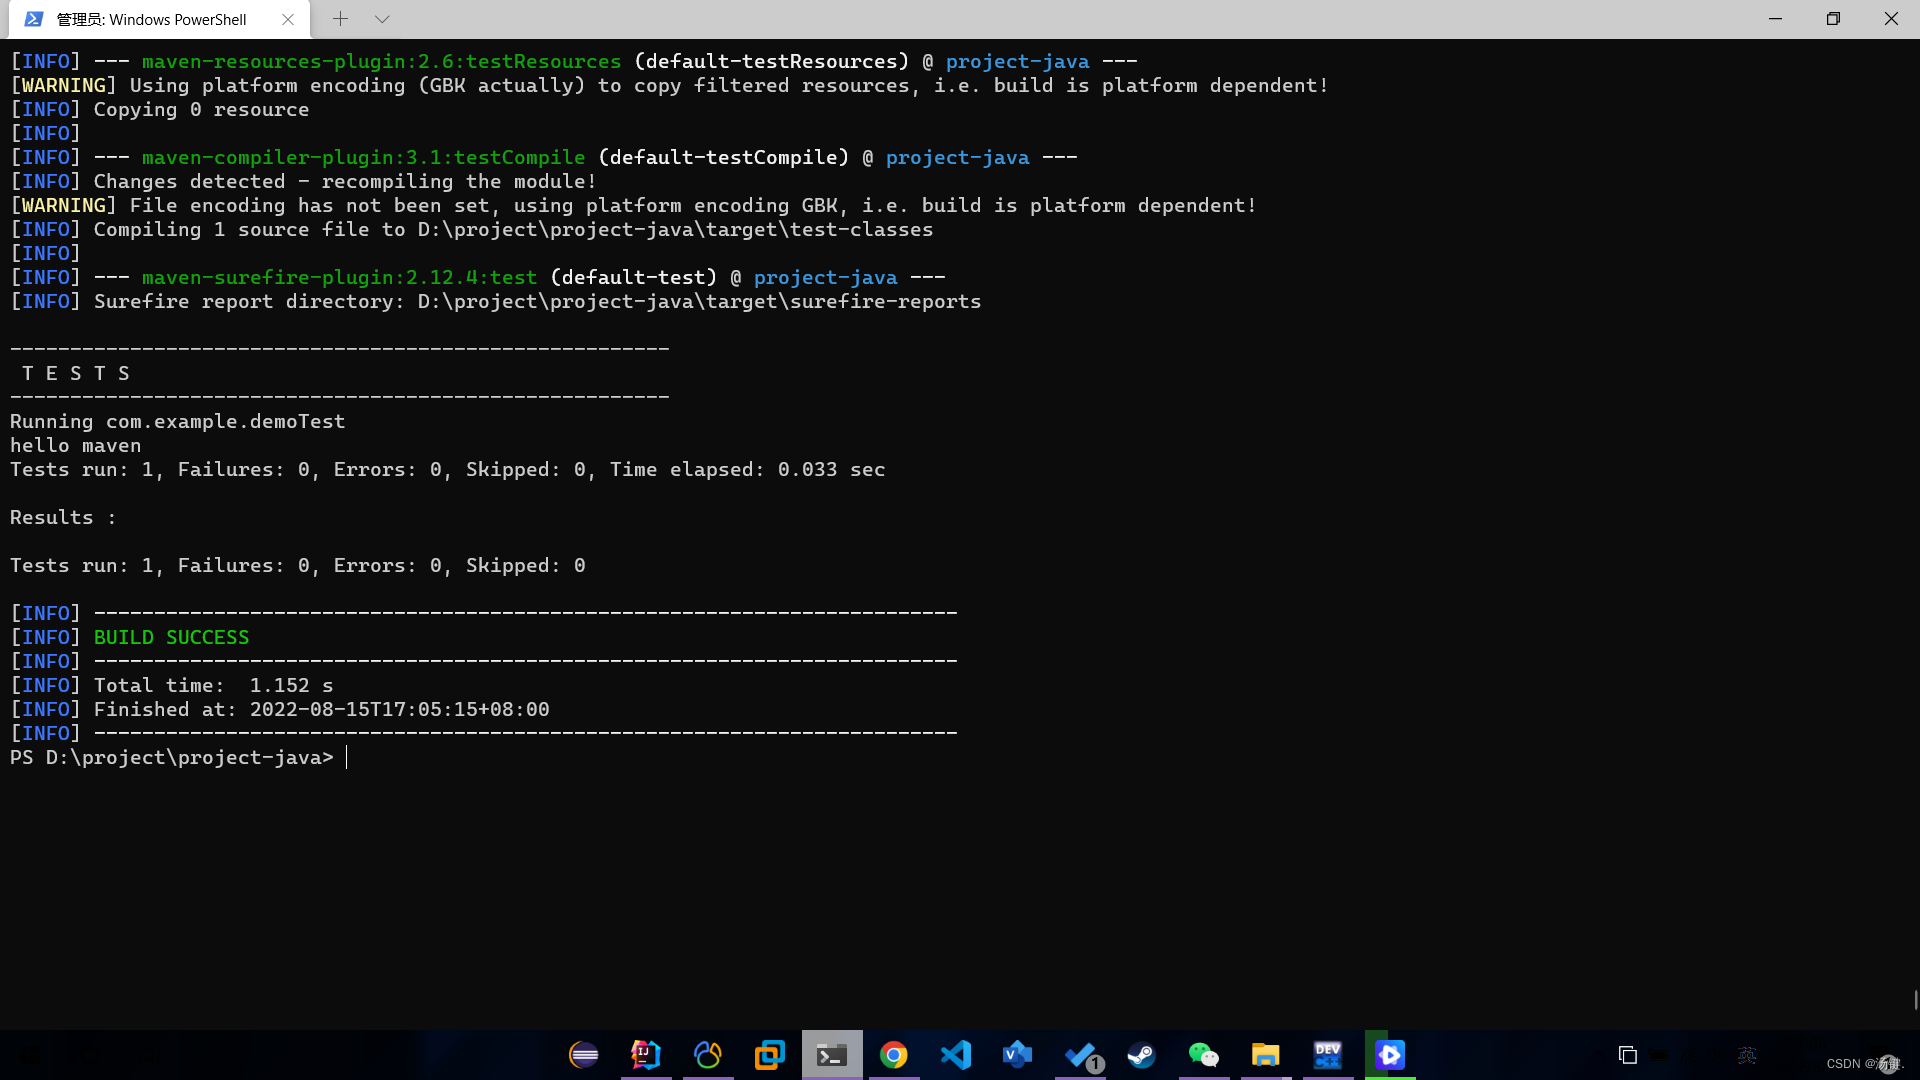 管理员: Windows PowerShell
[INFO] --- maven-resources-plugin:2.6:testResources (default-testResources) @ project-java ---
[WARNING] Using platform encoding (GBK actually) to copy filtered resources, i.e. build is platform dependent!
[INFO] Copying 0 resource
[INFO]
[INFO] --- maven-compiler-plugin:3.1:testCompile (default-testCompile) @ project-java ---
[INFO] Changes detected - recompiling the module!
[WARNING] File encoding has not been set, using platform encoding GBK, i.e. build is platform dependent!
[INFO] Compiling 1 source file to D:\project\project-java\target\test-classes
[INFO]
[INFO] --- maven-surefire-plugin:2.12.4:test (default-test) @ project-java ---
[INFO] Surefire report directory: D:\project\project-java\target\surefire-reports
-------------------------------------------------------
T E S T S
-------------------------------------------------------
Running com.example.demoTest
hello maven
Tests run: 1, Failures: 0, Errors: 0, Skipped: 0, Time elapsed: 0.033 sec
Results :
Tests run: 1, Failures: 0, Errors: 0, Skipped: 0
[INFO] ------------------------------------------------------------------------
[INFO] BUILD SUCCESS
[INFO] ------------------------------------------------------------------------
[INFO] Total time:  1.152 s
[INFO] Finished at: 2022-08-15T17:05:15+08:00
[INFO] ------------------------------------------------------------------------
PS D:\project\project-java>
IJ
V
1
DEV
C++
英
CSDN @汤键.